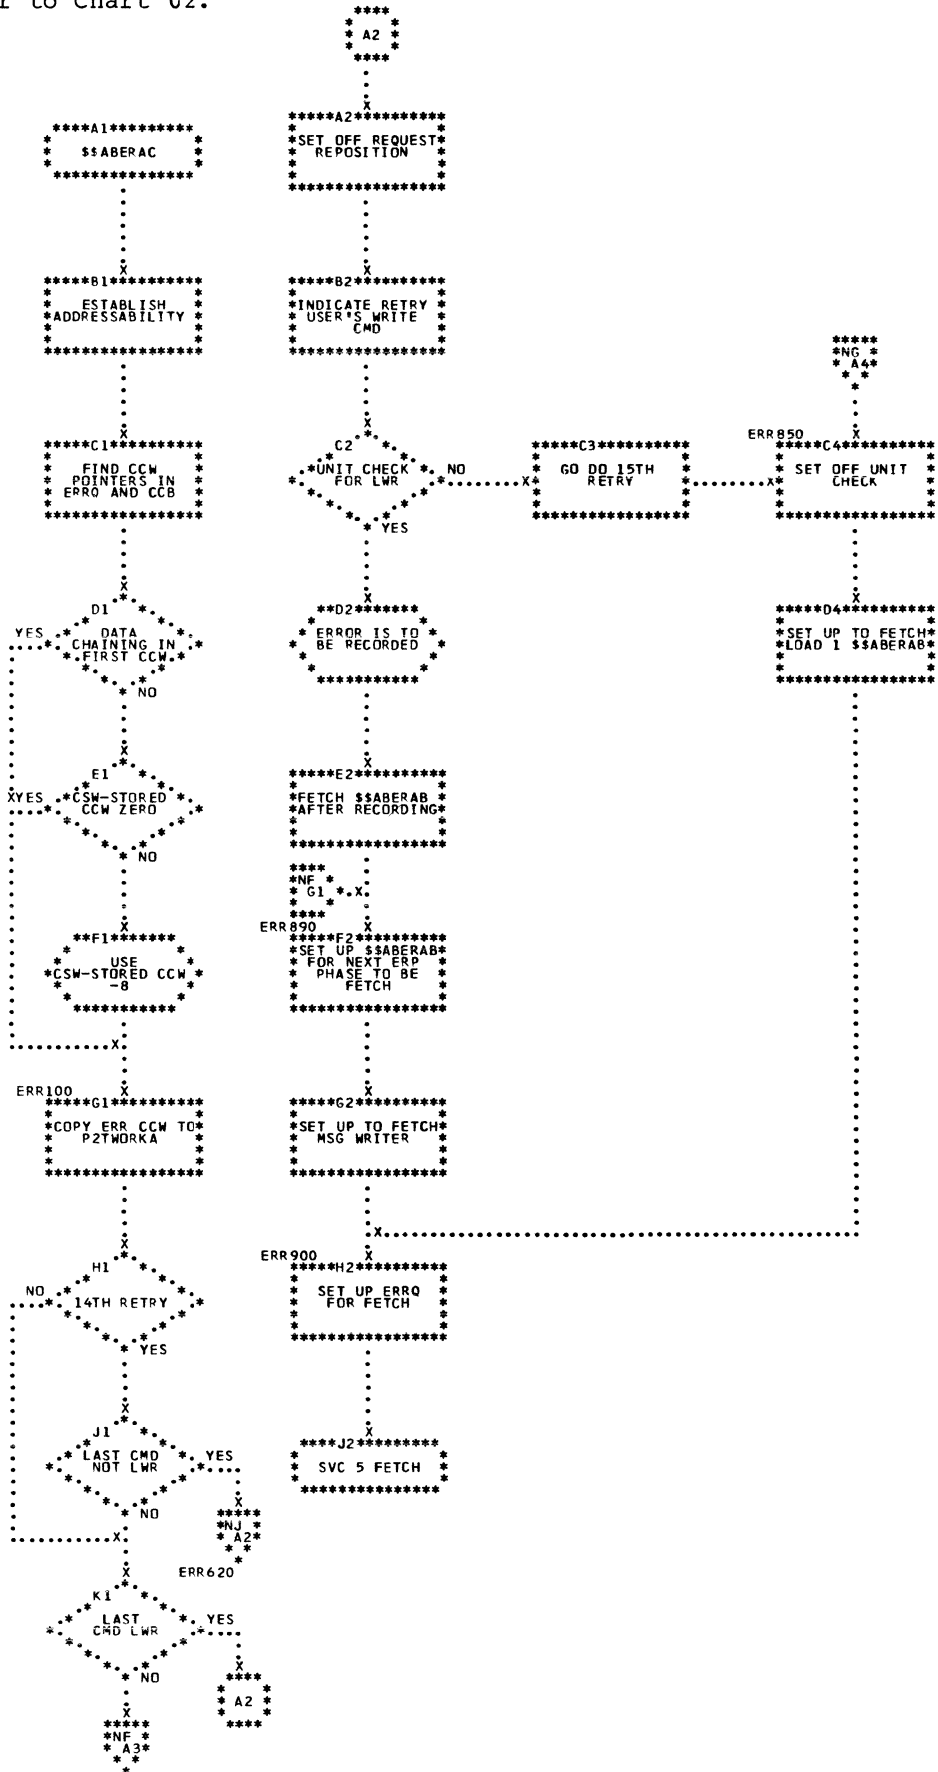 r to Chart 02.
A2
A2
SET OFF REQUEST
REPOSITION
A1
$$ABERAC
B1
ESTABLISH
ADDRESSABILITY
B2
INDICATE RETRY
USER'S WRITE
CMD
NG
A4
C1
FIND CCW
POINTERS IN
ERRQ AND CCB
C2
UNIT CHECK
FOR LWR
NO
YES
C3
GO DO 15TH
RETRY
ERR850
C4
SET OFF UNIT
CHECK
D1
DATA
CHAINING IN
FIRST CCW
YES
NO
D2
ERROR IS TO
BE RECORDED
D4
SET UP TO FETCH
LOAD 1 $$ABERAB
E1
CSW-STORED
CCW ZERO
XYES
NO
E2
FETCH $$ABERAB
AFTER RECORDING
NF
G1
F1
USE
CSW-STORED CCW
-8
ERR890
F2
SET UP $$ABERAB
FOR NEXT ERP
PHASE TO BE
FETCH
ERR100
G1
COPY ERR CCW TO
P2TWORKA
G2
SET UP TO FETCH
MSG WRITER
H1
14TH RETRY
NO
YES
ERR900
H2
SET UP ERRQ
FOR FETCH
J1
LAST CMD
NOT LWR
YES
NO
J2
SVC 5 FETCH
NJ
A2
ERR620
K1
LAST
CMD LWR
YES
NO
A2
NF
A3